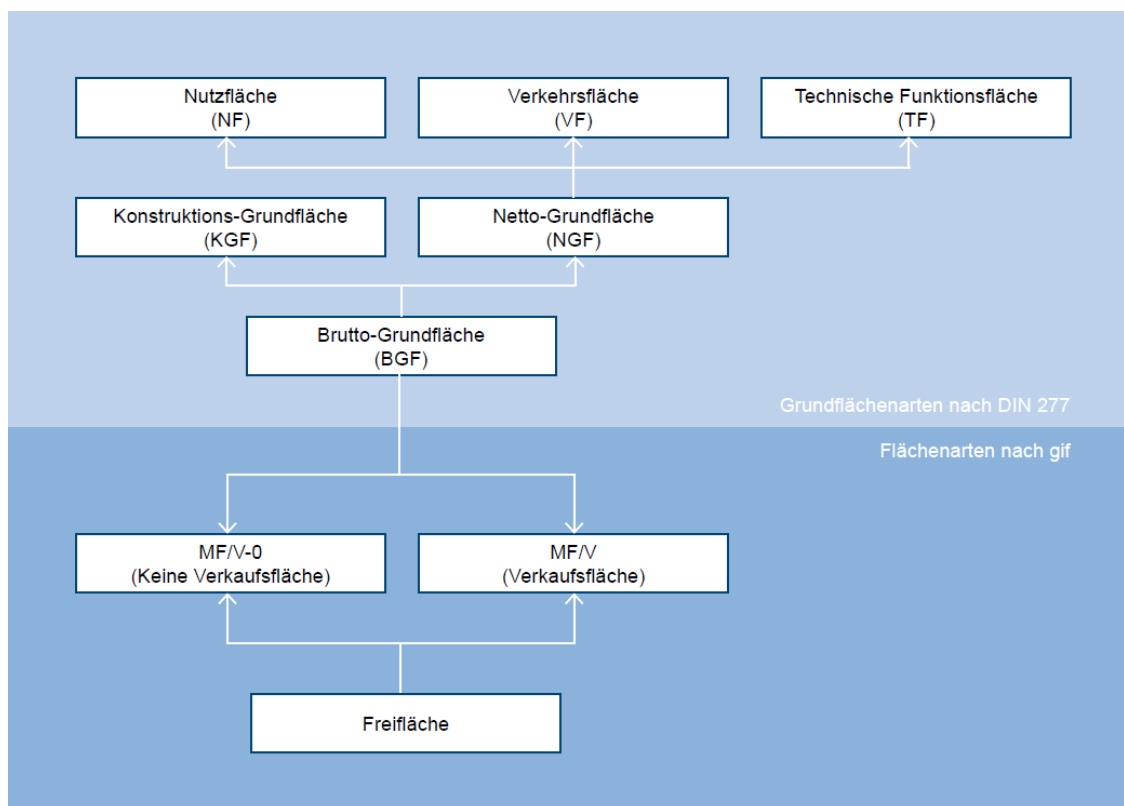 Nutzfläche
(NF)
Verkehrsfläche
(VF)
Technische Funktionsfläche
(TF)
Konstruktions-Grundfläche
(KGF)
Netto-Grundfläche
(NGF)
Brutto-Grundfläche
(BGF)
Grundflächenarten nach DIN 277
Flächenarten nach gif
MF/V-0
(Keine Verkaufsfläche)
MF/V
(Verkaufsfläche)
Freifläche